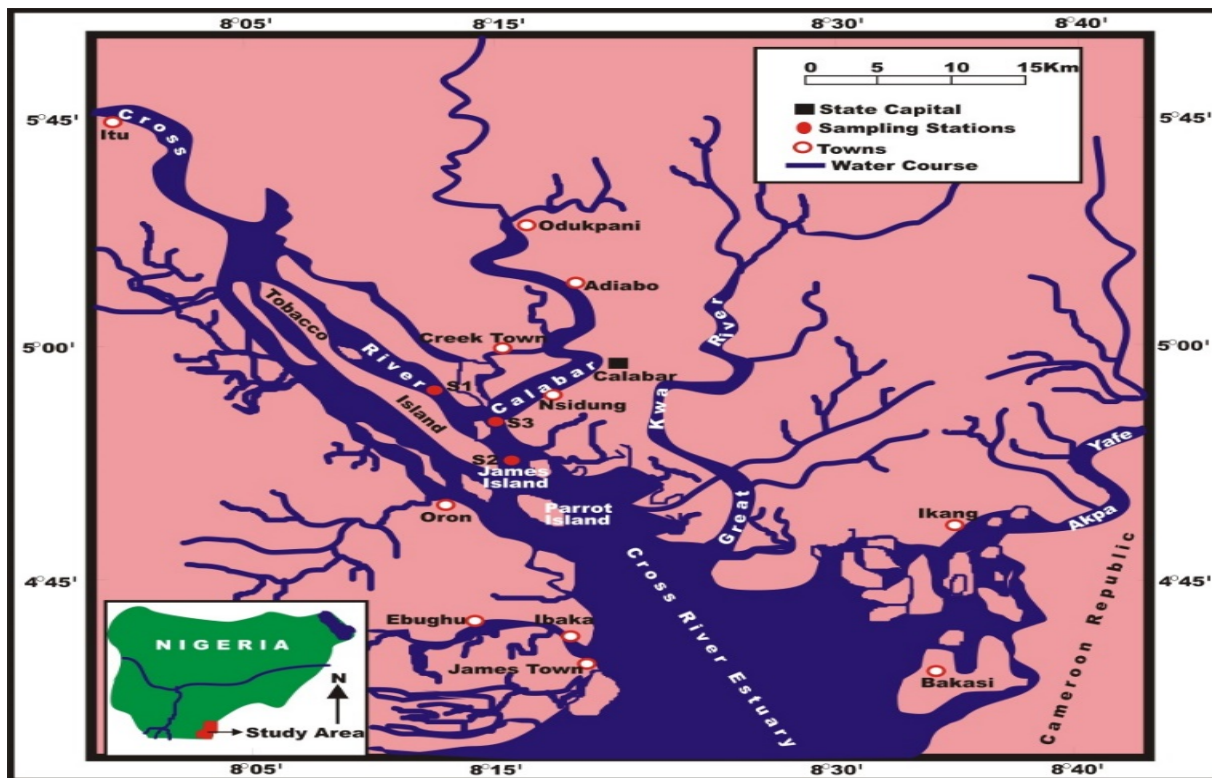 8°05'
8°15'
8°30'
8°40'
0 5 10 15Km
State Capital
Sampling Stations
Towns
Water Course
5°45'
5°45'
Cross
Itu
Odukpani
Adiabo
River
Tobacco
Creek Town
5°00'
5°00'
River
S1
Calabar
Calabar
Nsidung
Kwa
Island
S3
Yafe
S2
James
Island
Oron
Parrot
Island
Great
Ikang
Akpa
4°45'
4°45'
Cross River Estuary
Cameroon Republic
Ebughu
Ibaka
James Town
Bakasi
NIGERIA
N
Study Area
8°05'
8°15'
8°30'
8°40'